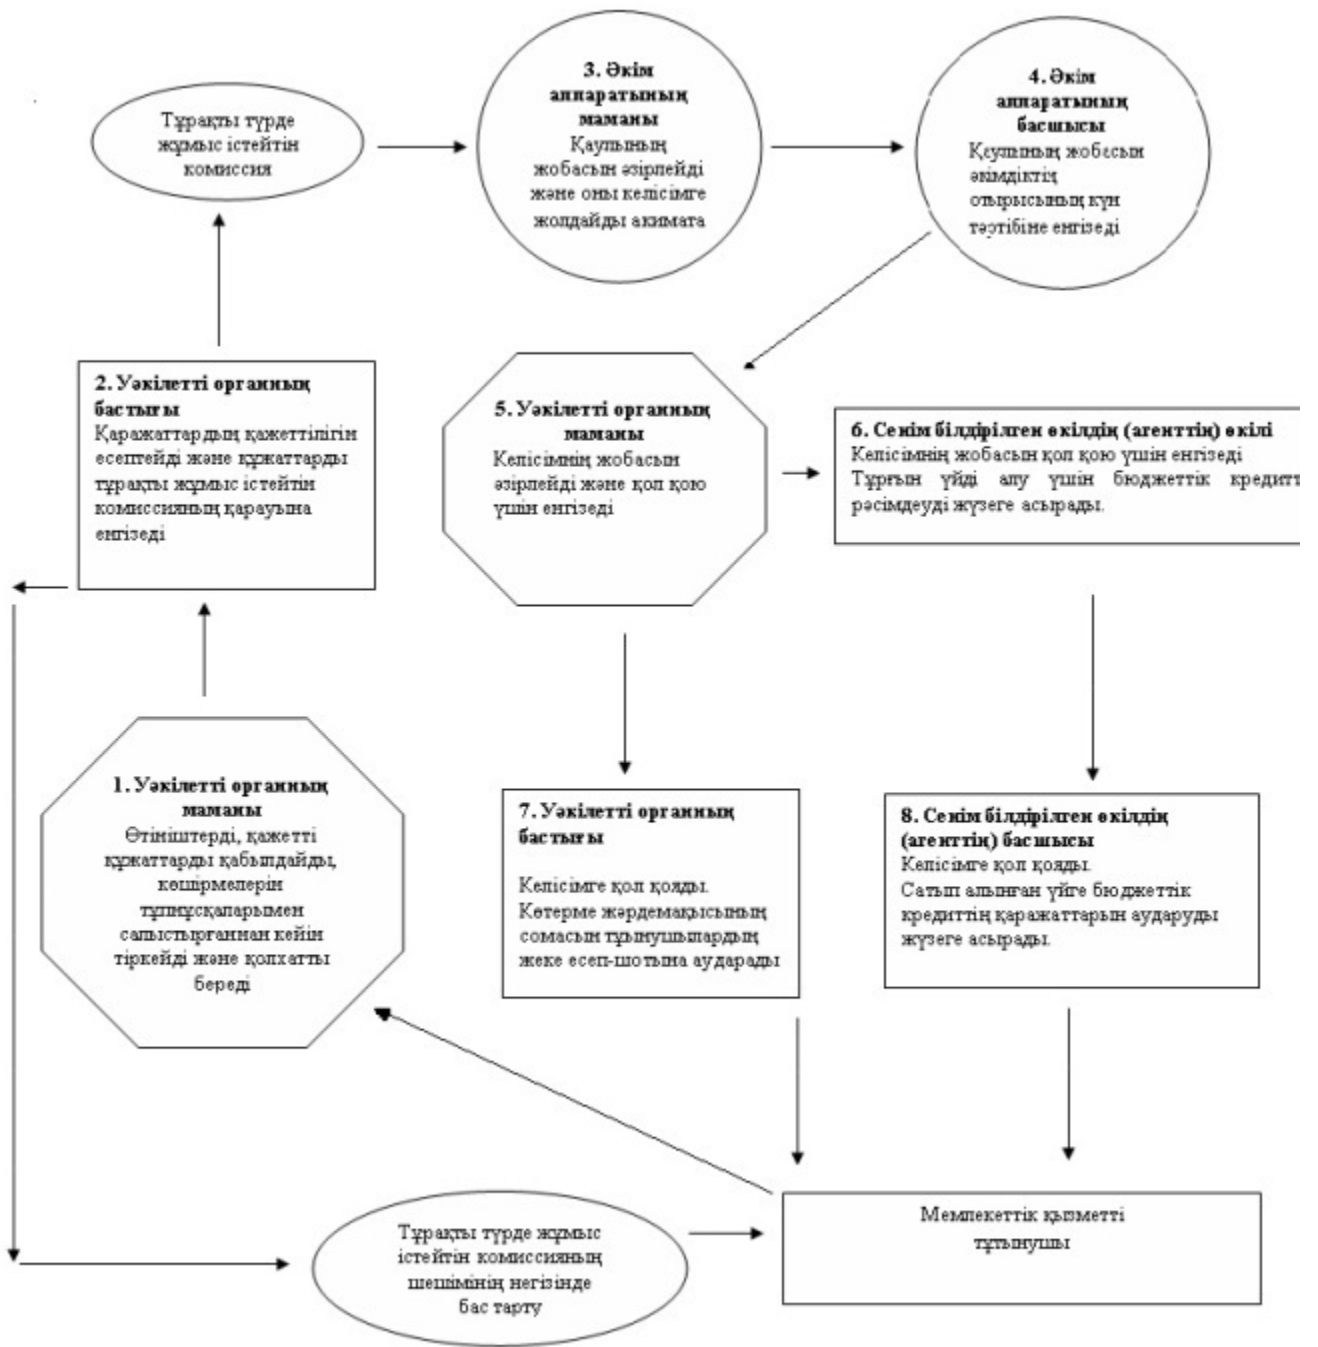 Тұрақты түрде
жұмыс істейтін
комиссия
3. Әкім
аппаратының
маманы
Қаулының
жобасын әзірлейді
және оны келісімге
жолдайды акимата
4. Әкім
аппаратының
басшысы
Қаулының жобасын
әкімдіктің
отырысының күн
тәртібіне енгізеді
2. Уәкілетті органның
бастығы
Қаражаттардың қажеттілігін
есептейді және құжаттарды
тұрақты жұмыс істейтін
комиссияның қарауына
енгізеді
5. Уәкілетті органның
маманы
Келісімнің жобасын
әзірлейді және қол қою
үшін енгізеді
6. Сенім білдірілген өкілдің (агенттің) өкілі
Келісімнің жобасын қол қою үшін енгізеді
Тұрғын үйді алу үшін бюджеттік кредитт
рәсімдеуді жүзеге асырады.
1. Уәкілетті органның
маманы
Өтініштерді, қажетті
құжаттарды қабылдайды,
көшірмелерін
тұпнұсқаларымен
салыстырғаннан кейін
тіркейді және қолхатты
береді
7. Уәкілетті органның
бастығы
Келісімге қол қояды.
Көтерме жәрдемақысының
сомасын тұынушылардың
жеке есеп-шотына аударады
8. Сенім білдірілген өкілдің
(агенттің) басшысы
Келісімге қол қояды.
Сатып алынған үйге бюджеттік
кредиттің қаражаттарын аударуды
жүзеге асырады.
Тұрақты түрде жұмыс
істейтін комиссияның
шешімінің негізінде
бас тарту
Мемлекеттік қызметті
тұтынушы